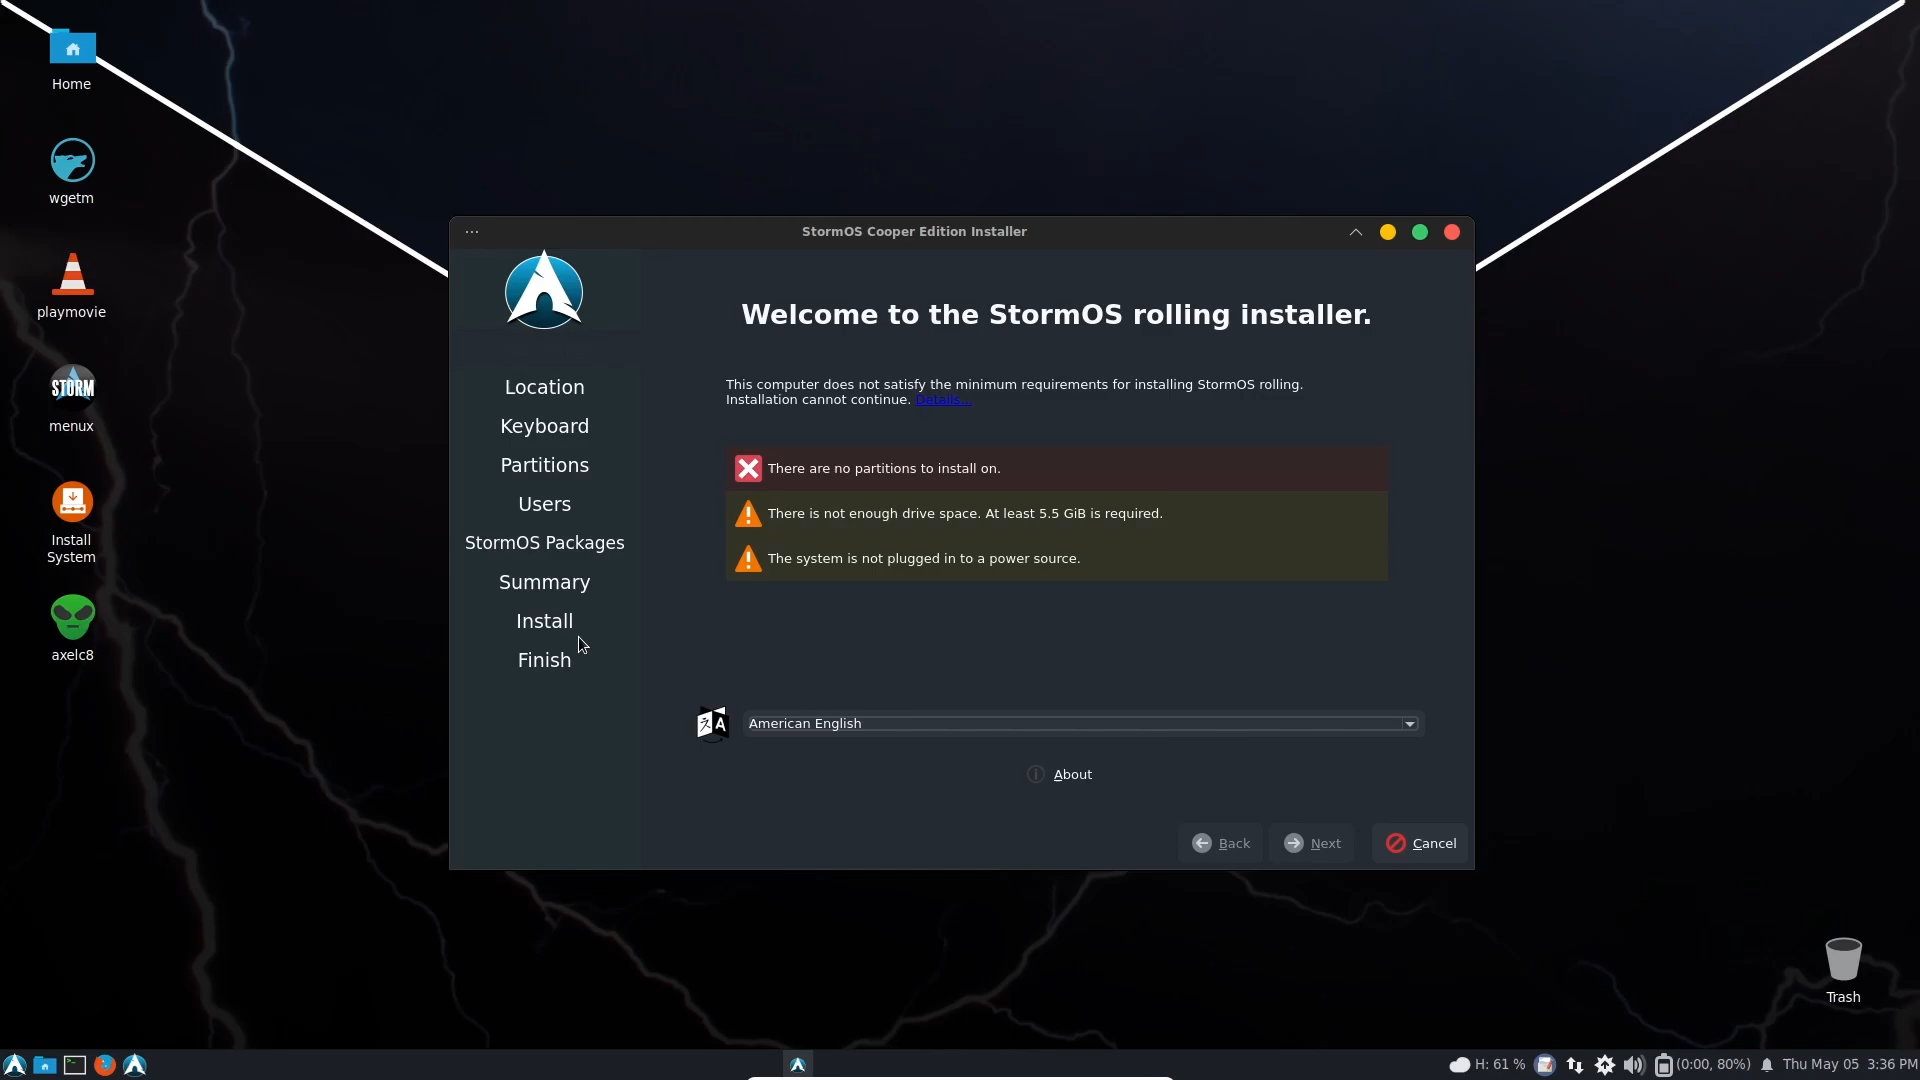 Home
wgetm
playmovie
STORM
menux
Install
System
axelc8
StormOS Cooper Edition Installer
Location
Keyboard
Partitions
Users
StormOS Packages
Summary
Install
Finish
Welcome to the StormOS rolling installer.
This computer does not satisfy the minimum requirements for installing StormOS rolling.
Installation cannot continue. Details...
There are no partitions to install on.
There is not enough drive space. At least 5.5 GiB is required.
The system is not plugged in to a power source.
American English
About
Back
Next
Cancel
Trash
H: 61 %
(0:00, 80%)
Thu May 05 3:36 PM